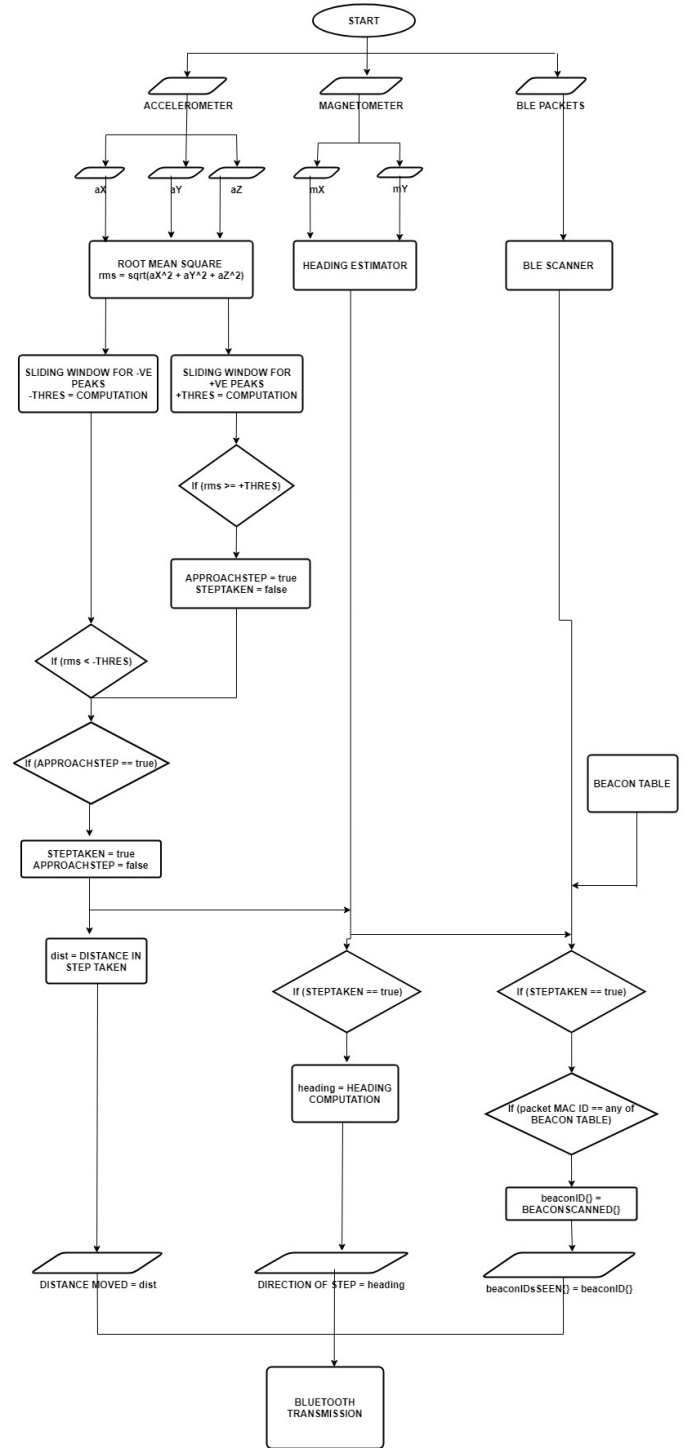 START
ACCELEROMETER
MAGNETOMETER
BLE PACKETS
aX
aY
aZ
mX
mY
ROOT MEAN SQUARE
rms = sqrt(aX^2 + aY^2 + aZ^2)
HEADING ESTIMATOR
BLE SCANNER
SLIDING WINDOW FOR -VE
PEAKS
-THRES = COMPUTATION
SLIDING WINDOW FOR
+VE PEAKS
+THRES = COMPUTATION
If (rms >= +THRES)
APPROACHSTEP = true
STEPTAKEN = false
If (rms < -THRES)
If (APPROACHSTEP == true)
BEACON TABLE
STEPTAKEN = true
APPROACHSTEP = false
dist = DISTANCE IN
STEP TAKEN
If (STEPTAKEN == true)
If (STEPTAKEN == true)
heading = HEADING
COMPUTATION
If (packet MAC ID == any of
BEACON TABLE)
beaconID{} =
BEACONSCANNED{}
DISTANCE MOVED = dist
DIRECTION OF STEP = heading
beaconIDsSEEN{} = beaconID{}
BLUETOOTH
TRANSMISSION